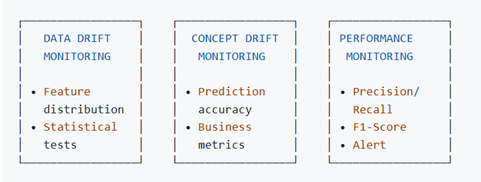 DATA DRIFT
MONITORING
• Feature
distribution
• Statistical
tests
CONCEPT DRIFT
MONITORING
• Prediction
accuracy
• Business
metrics
PERFORMANCE
MONITORING
• Precision/
Recall
• F1-Score
• Alert